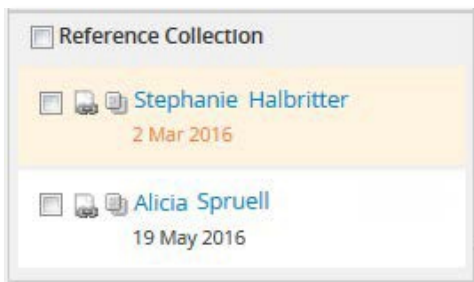 Reference Collection
Stephanie Halbritter
2 Mar 2016
Alicia Spruell
19 May 2016